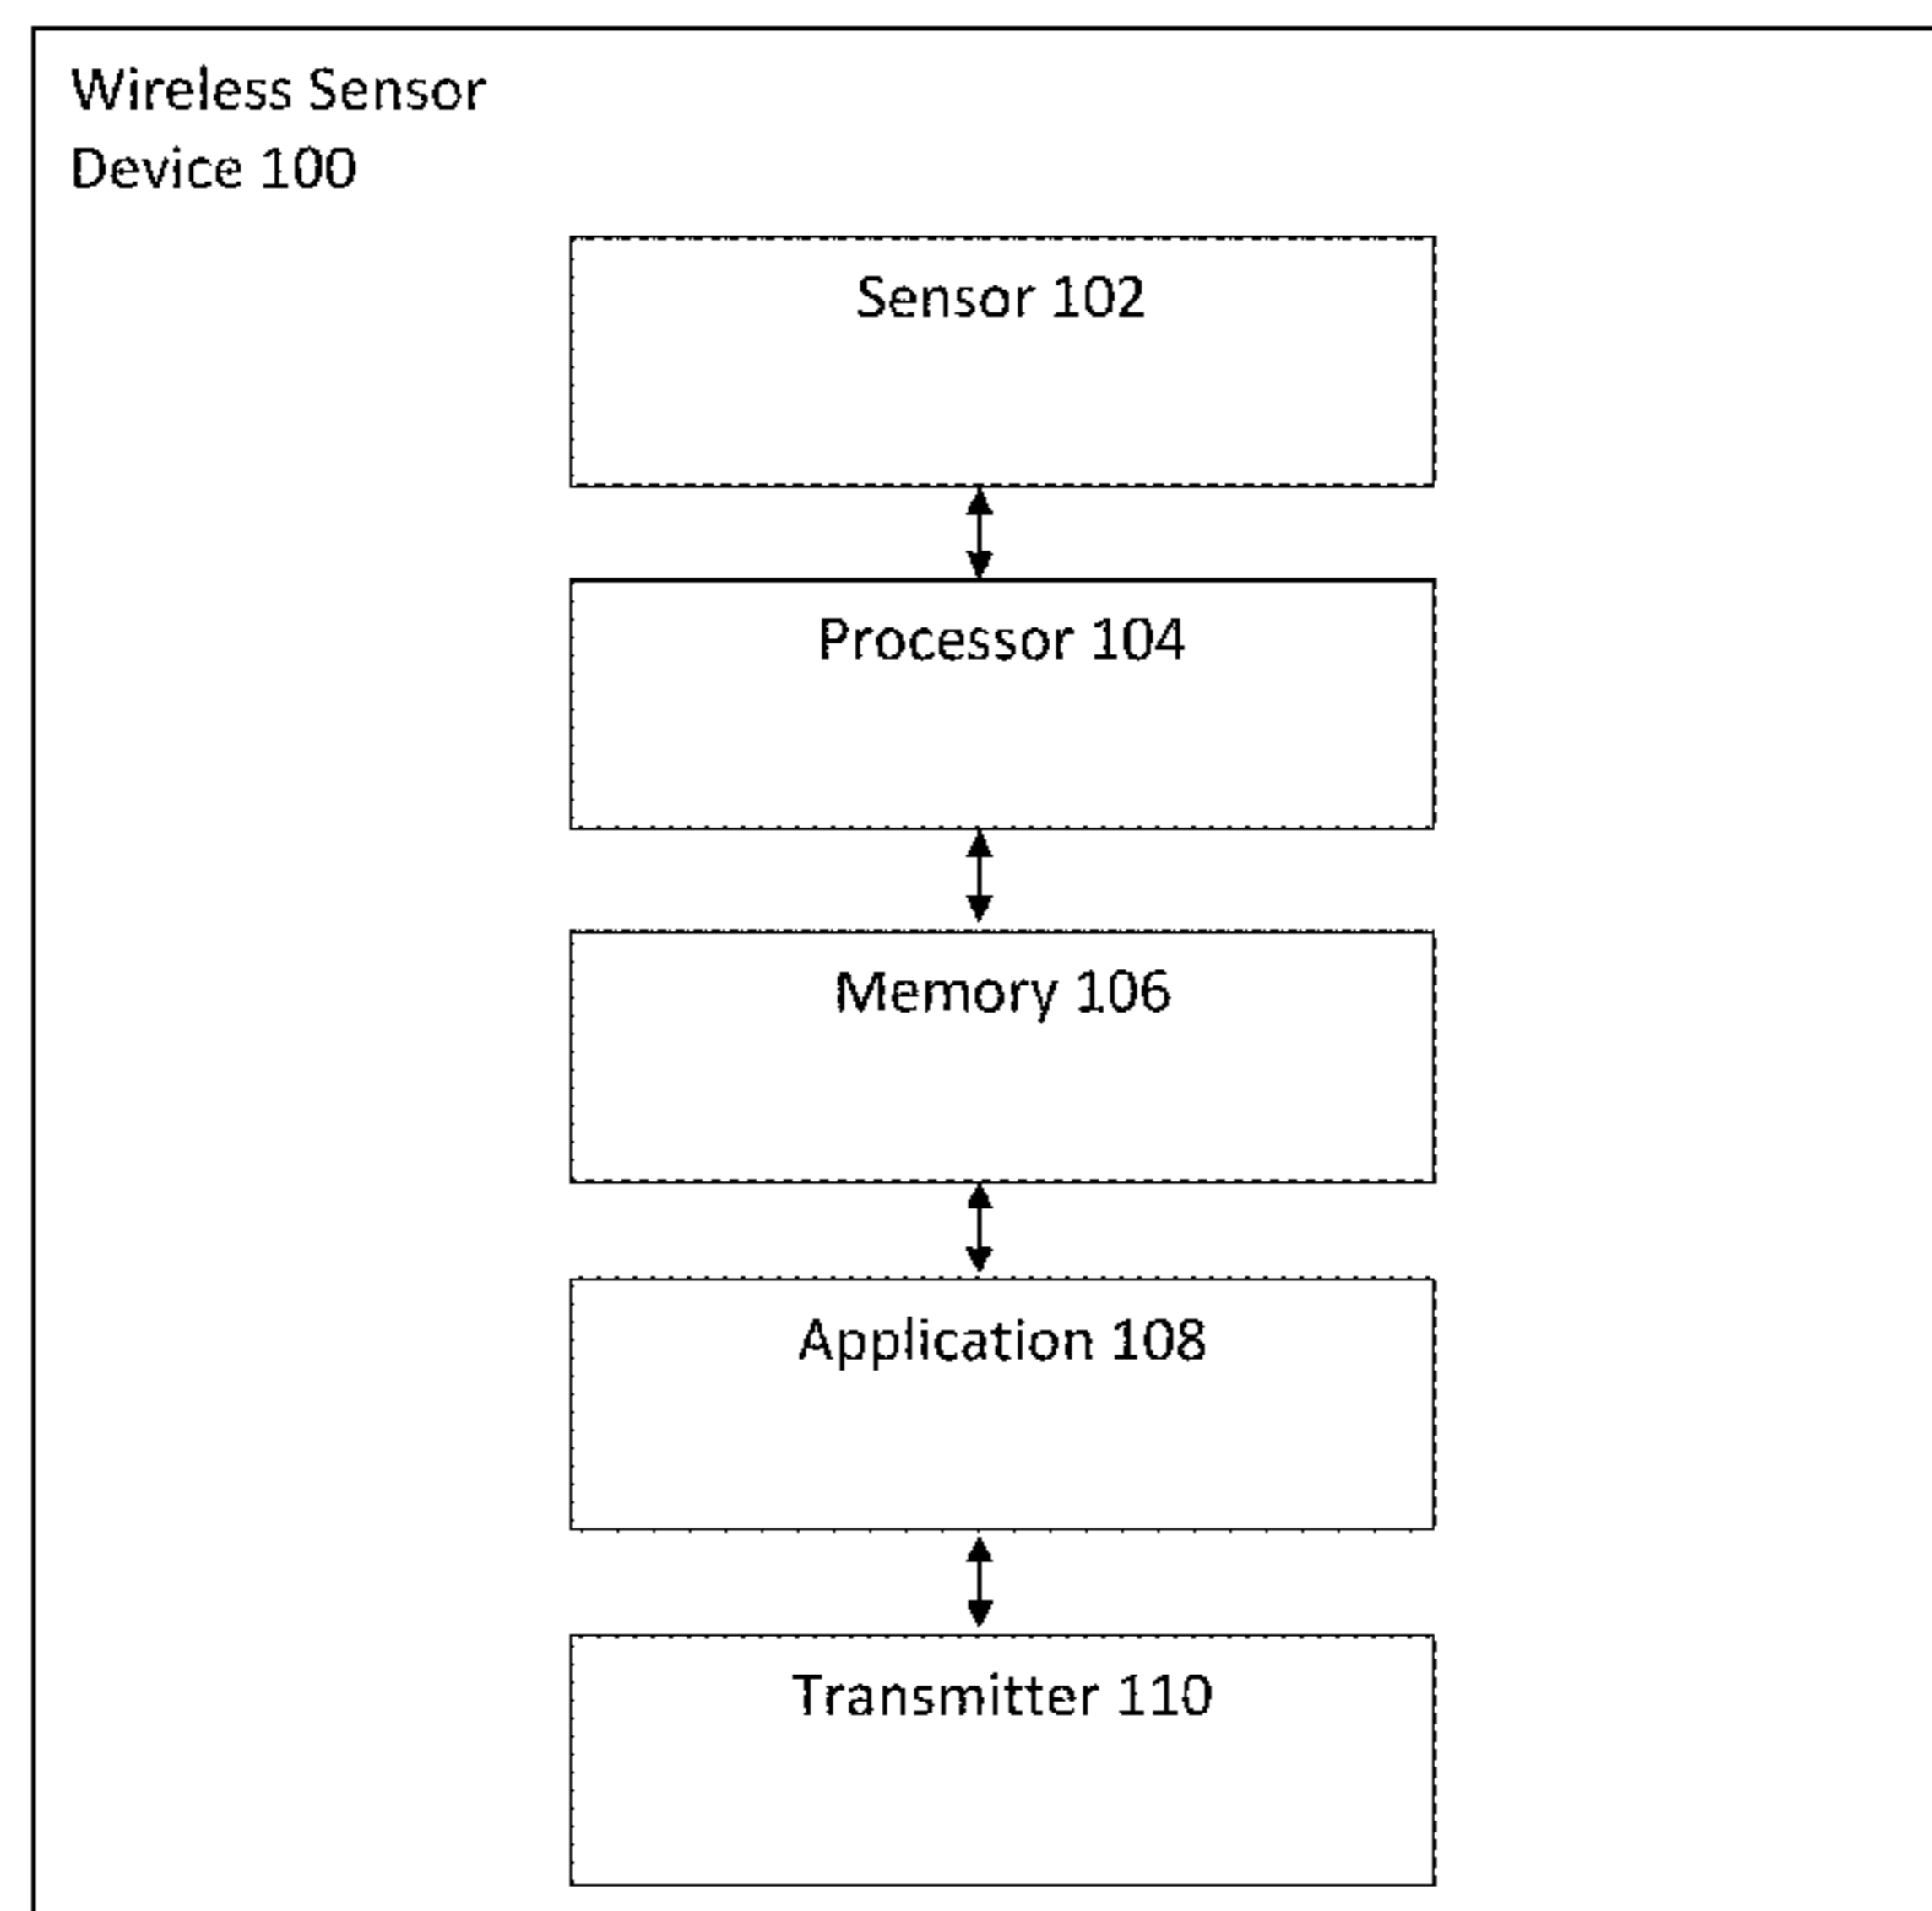 Wireless Sensor
Device 100
Sensor 102
Processor 104
Memory 106
Application 108
Transmitter 110